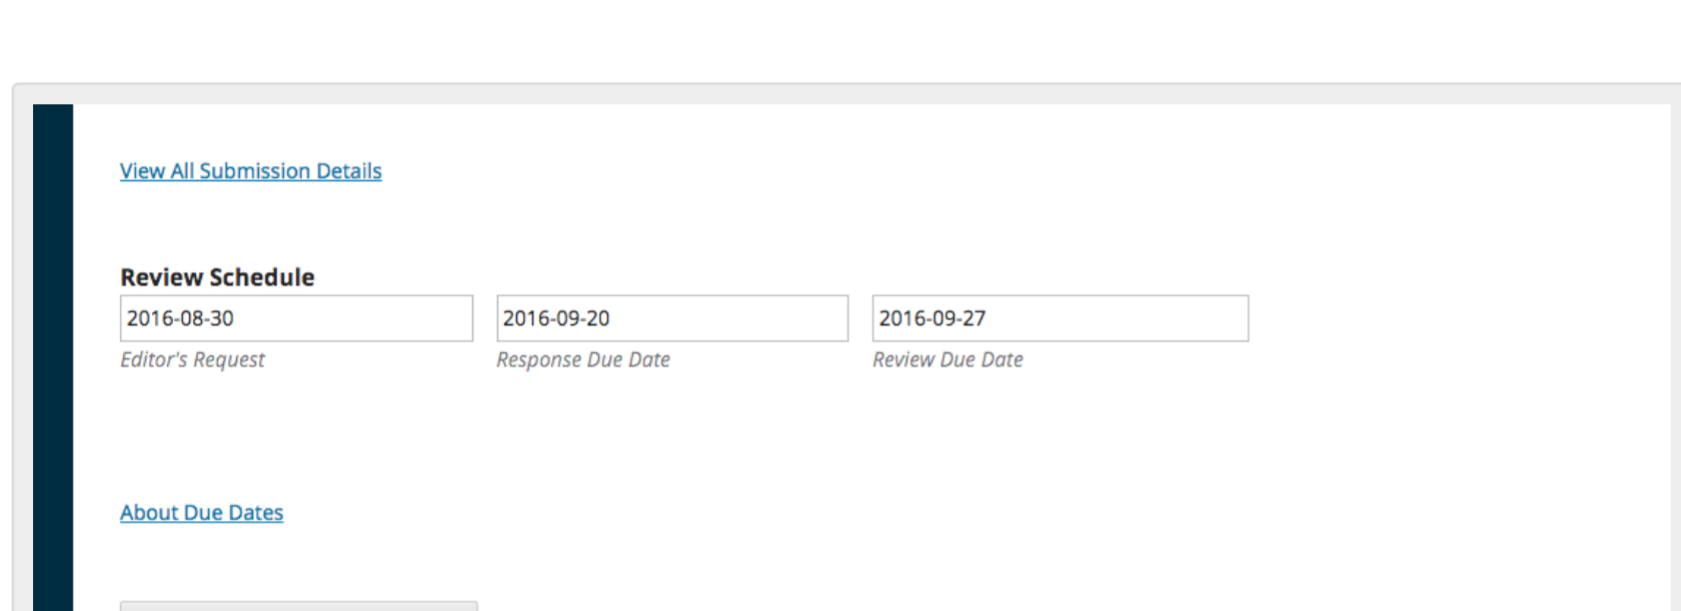 View All Submission Details
Review Schedule
2016-08-30 2016-09-20 2016-09-27
Editor's Request Response Due Date Review Due Date
About Due Dates